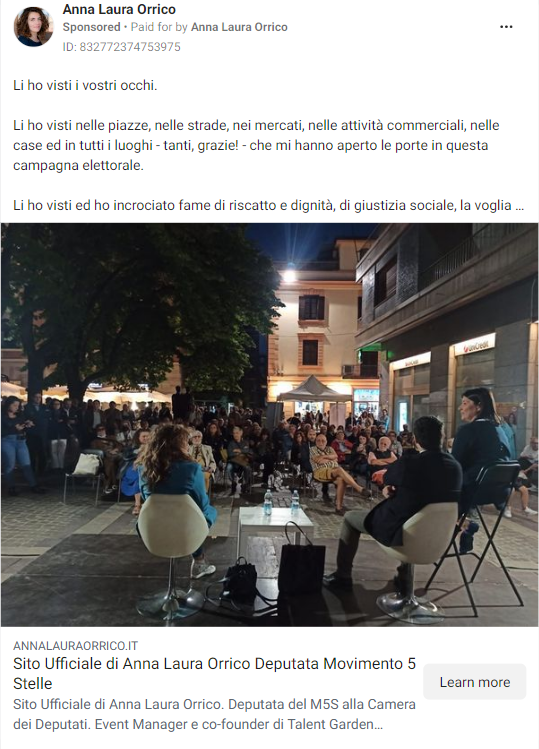 Anna Laura Orrico
Sponsored • Paid for by Anna Laura Orrico
ID: 832772374753975
Li ho visti i vostri occhi.
Li ho visti nelle piazze, nelle strade, nei mercati, nelle attività commerciali, nelle
case ed in tutti i luoghi - tanti, grazie! - che mi hanno aperto le porte in questa
campagna elettorale.
Li ho visti ed ho incrociato fame di riscatto e dignità, di giustizia sociale, la voglia ...
UniCredit
ANNALAURAORRICO.IT
Sito Ufficiale di Anna Laura Orrico Deputata Movimento 5
Stelle
Sito Ufficiale di Anna Laura Orrico. Deputata del M5S alla Camera
dei Deputati. Event Manager e co-founder di Talent Garden...
Learn more